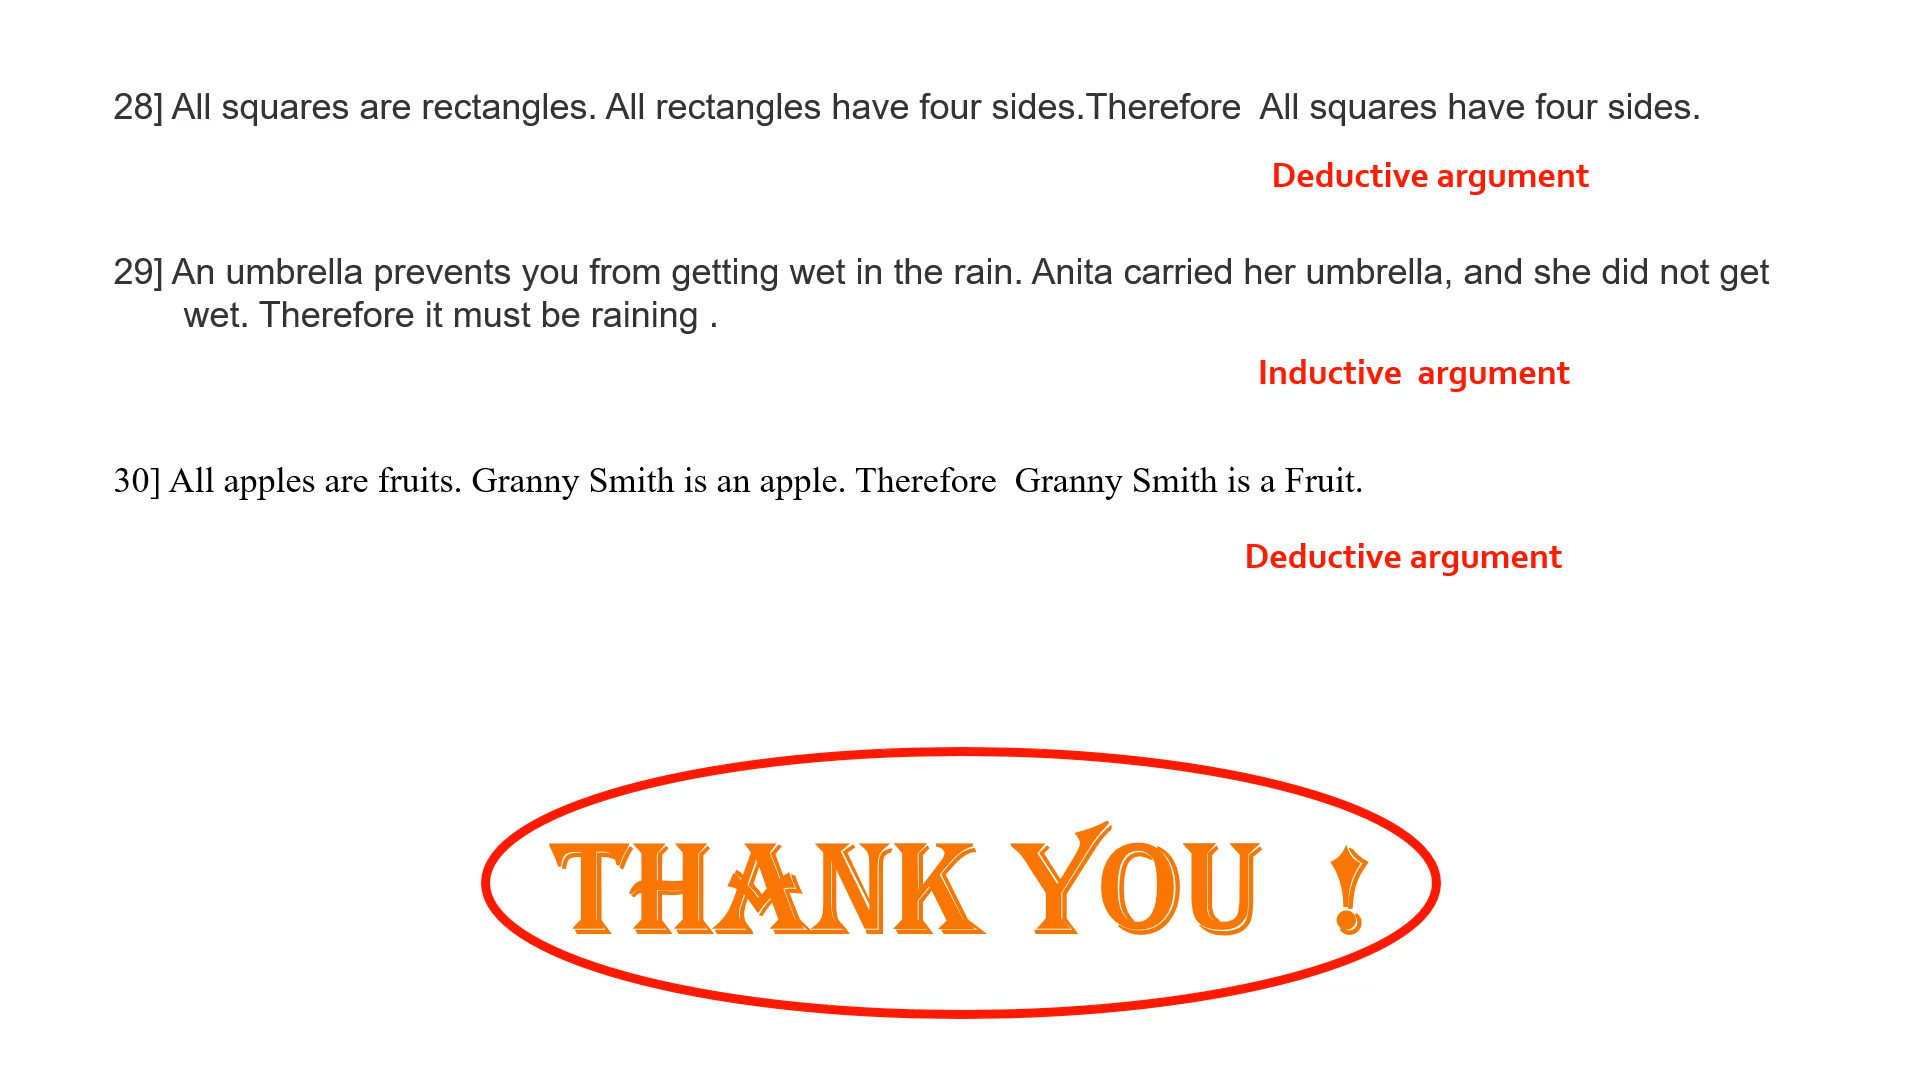 28] All squares are rectangles. All rectangles have four sides.Therefore  All squares have four sides.
Deductive argument
29] An umbrella prevents you from getting wet in the rain. Anita carried her umbrella, and she did not get
wet. Therefore it must be raining .
Inductive  argument
30] All apples are fruits. Granny Smith is an apple. Therefore  Granny Smith is a Fruit.
Deductive argument
THANK YOU !